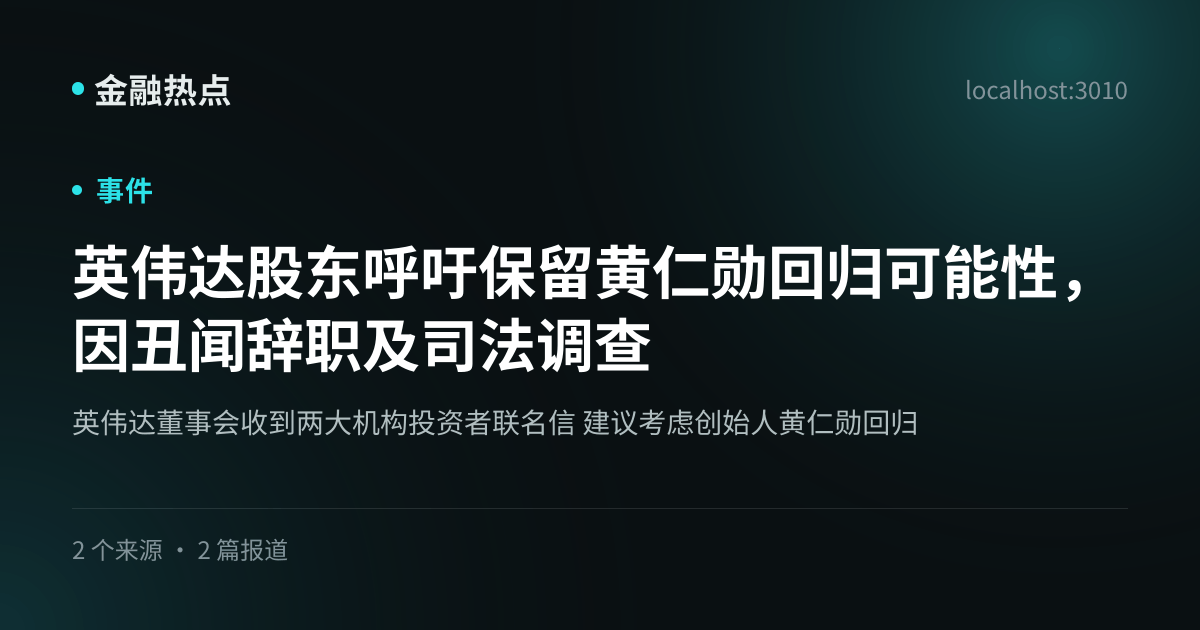 金融热点
localhost:3010
事件
英伟达股东呼吁保留黄仁勋回归可能性，
因丑闻辞职及司法调查
英伟达董事会收到两大机构投资者联名信 建议考虑创始人黄仁勋回归
2 个来源 • 2 篇报道